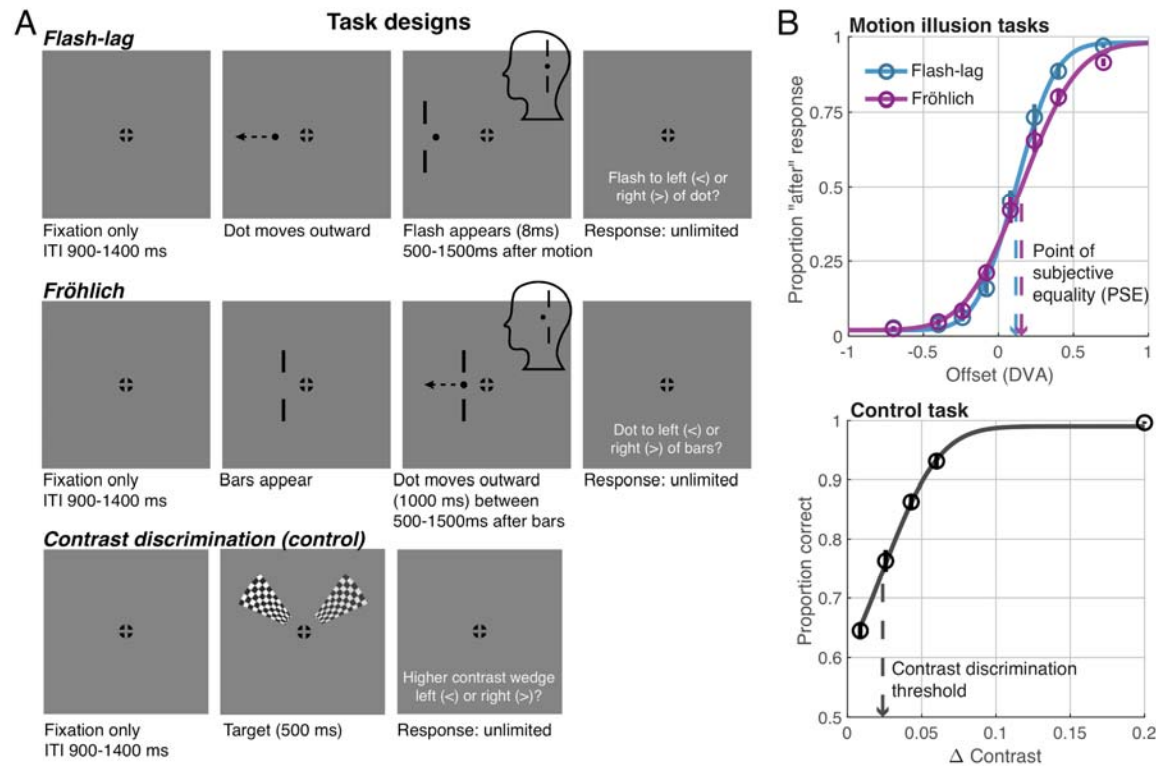 A
Task designs
Flash-lag
Flash to left (<) or
right (>) of dot?
Fixation only
ITI 900-1400 ms
Dot moves outward
Flash appears (8ms)
500-1500ms after motion
Response: unlimited
Fröhlich
Dot to left (<) or
right (>) of bars?
Fixation only
ITI 900-1400 ms
Bars appear
Dot moves outward
(1000 ms) between
500-1500ms after bars
Response: unlimited
Contrast discrimination (control)
Higher contrast wedge
left (<) or right (>)?
Fixation only
ITI 900-1400 ms
Target (500 ms)
Response: unlimited
B
Motion illusion tasks
Flash-lag
Fröhlich
Proportion "after" response
1
0.75
0.5
0.25
0
Point of
subjective
equality (PSE)
-1
-0.5
0
0.5
1
Offset (DVA)
Control task
Proportion correct
1
0.9
0.8
0.7
0.6
0.5
Contrast discrimination
threshold
0
0.05
0.1
0.15
0.2
Δ Contrast